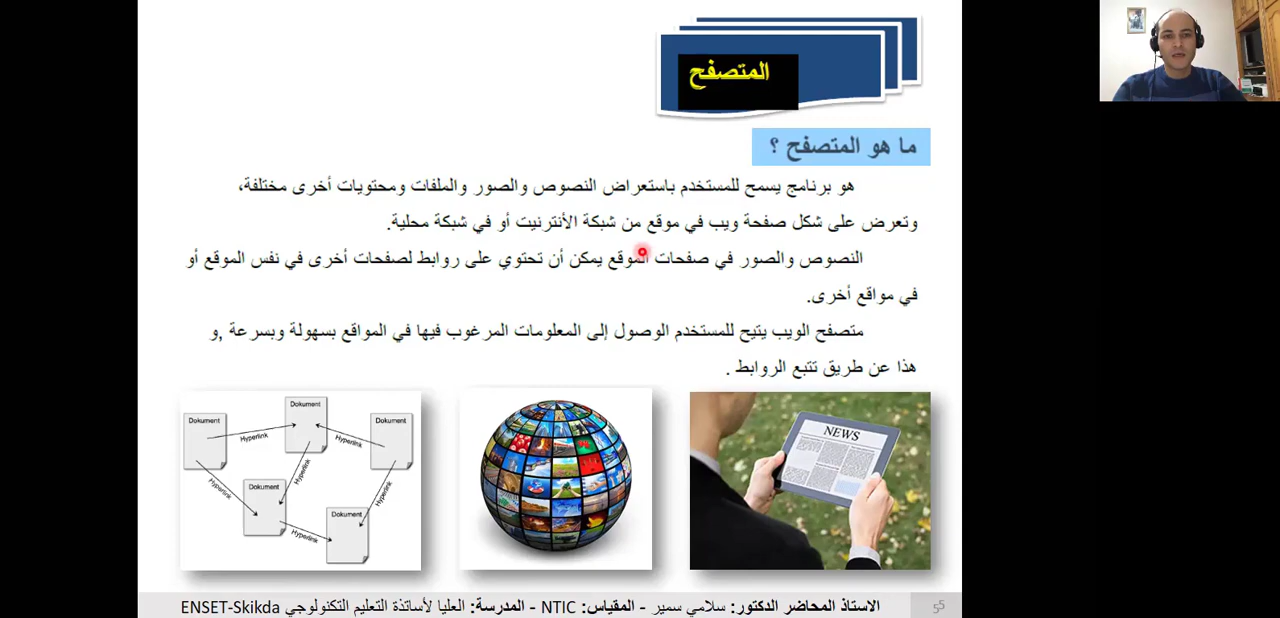 المتصفح
ما هو المتصفح ؟
هو برنامج يسمح للمستخدم باستعراض النصوص والصور والملفات ومحتويات أخرى مختلفة،
وتعرض على شكل صفحة ويب في موقع من شبكة الأنترنيت أو في شبكة محلية.
النصوص والصور في صفحات الموقع يمكن أن تحتوي على روابط لصفحات أخرى في نفس الموقع أو
في مواقع أخرى.
متصفح الويب يتيح للمستخدم الوصول إلى المعلومات المرغوب فيها في المواقع بسهولة وبسرعة ,و
هذا عن طريق تتبع الروابط .
Dokument
Dokument
Dokument
Hyperlink
Hyperlink
Hyperlink
Hyperlink
Hyperlink
Dokument
Dokument
Hyperlink
NEWS
الاستاذ المحاضر الدكتور: سلامي سمير - المقياس: NTIC - المدرسة: العليا لأساتذة التعليم التكنولوجي ENSET-Skikda
55